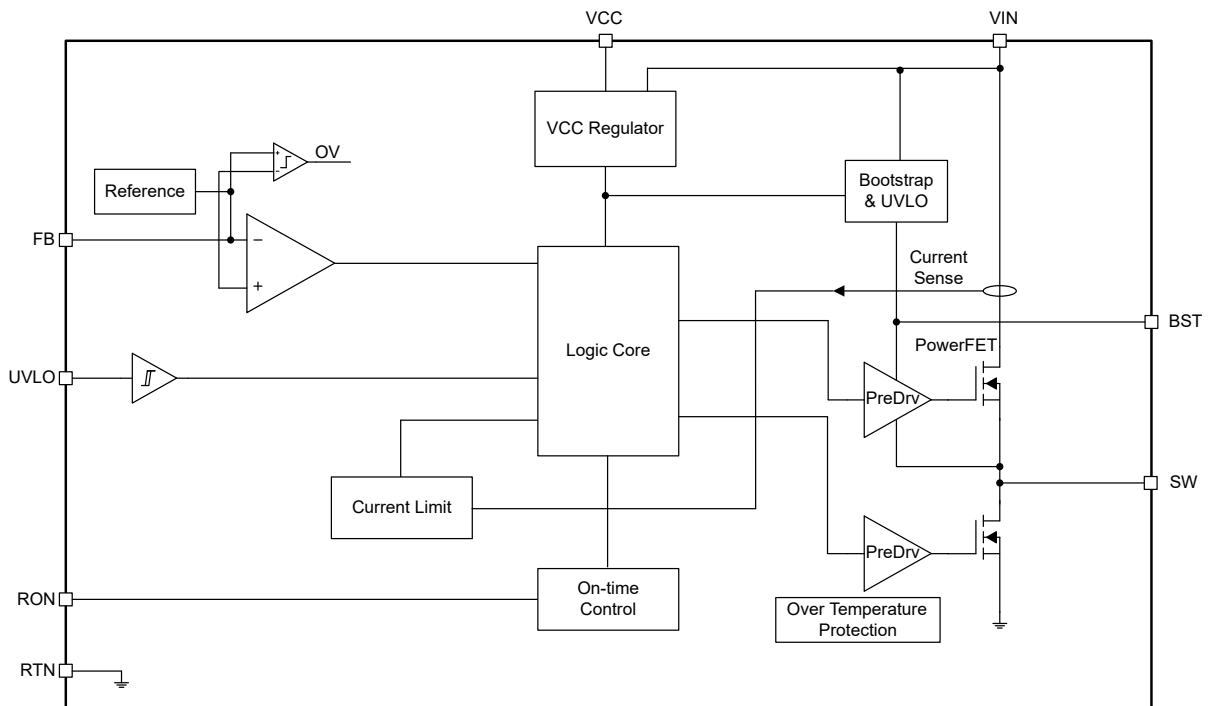 VCC
VIN
VCC Regulator
OV
+
-
Reference
Bootstrap
& UVLO
FB
−
+
Current
Sense
BST
Logic Core
PowerFET
UVLO
PreDrv
SW
Current Limit
PreDrv
On-time
Control
RON
Over Temperature
Protection
RTN